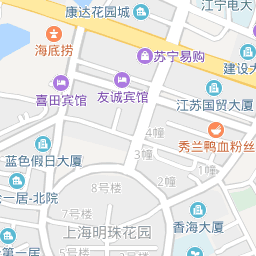 江宁电大
康达花园城
海底捞
苏宁易购
建设大
喜田宾馆
友诚宾馆
江苏国贸大厦
4幢
秀兰鸭血粉丝
3幢
蓝色假日大厦
1幢
2幢
8号楼
一居-北院
7号楼
上海明珠花园
香海大厦
第一居
6号楼